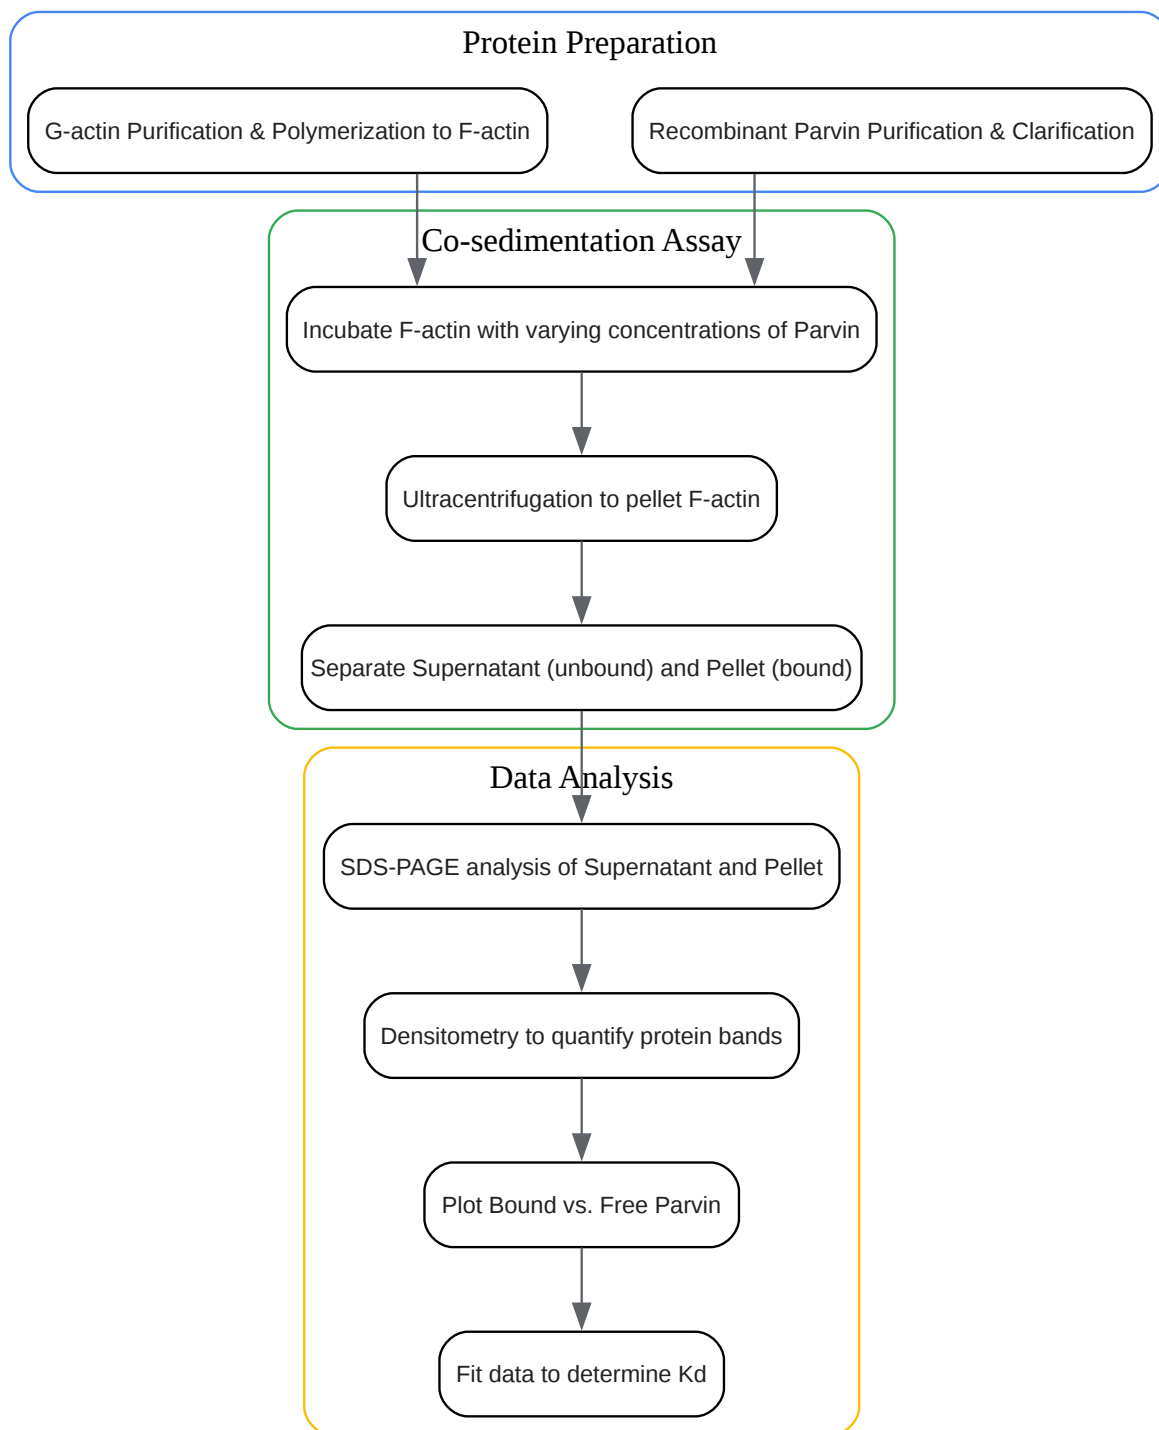 Protein Preparation
G-actin Purification & Polymerization to F-actin
Recombinant Parvin Purification & Clarification
Co-sedimentation Assay
Incubate F-actin with varying concentrations of Parvin
Ultracentrifugation to pellet F-actin
Separate Supernatant (unbound) and Pellet (bound)
Data Analysis
SDS-PAGE analysis of Supernatant and Pellet
Densitometry to quantify protein bands
Plot Bound vs. Free Parvin
Fit data to determine Kd